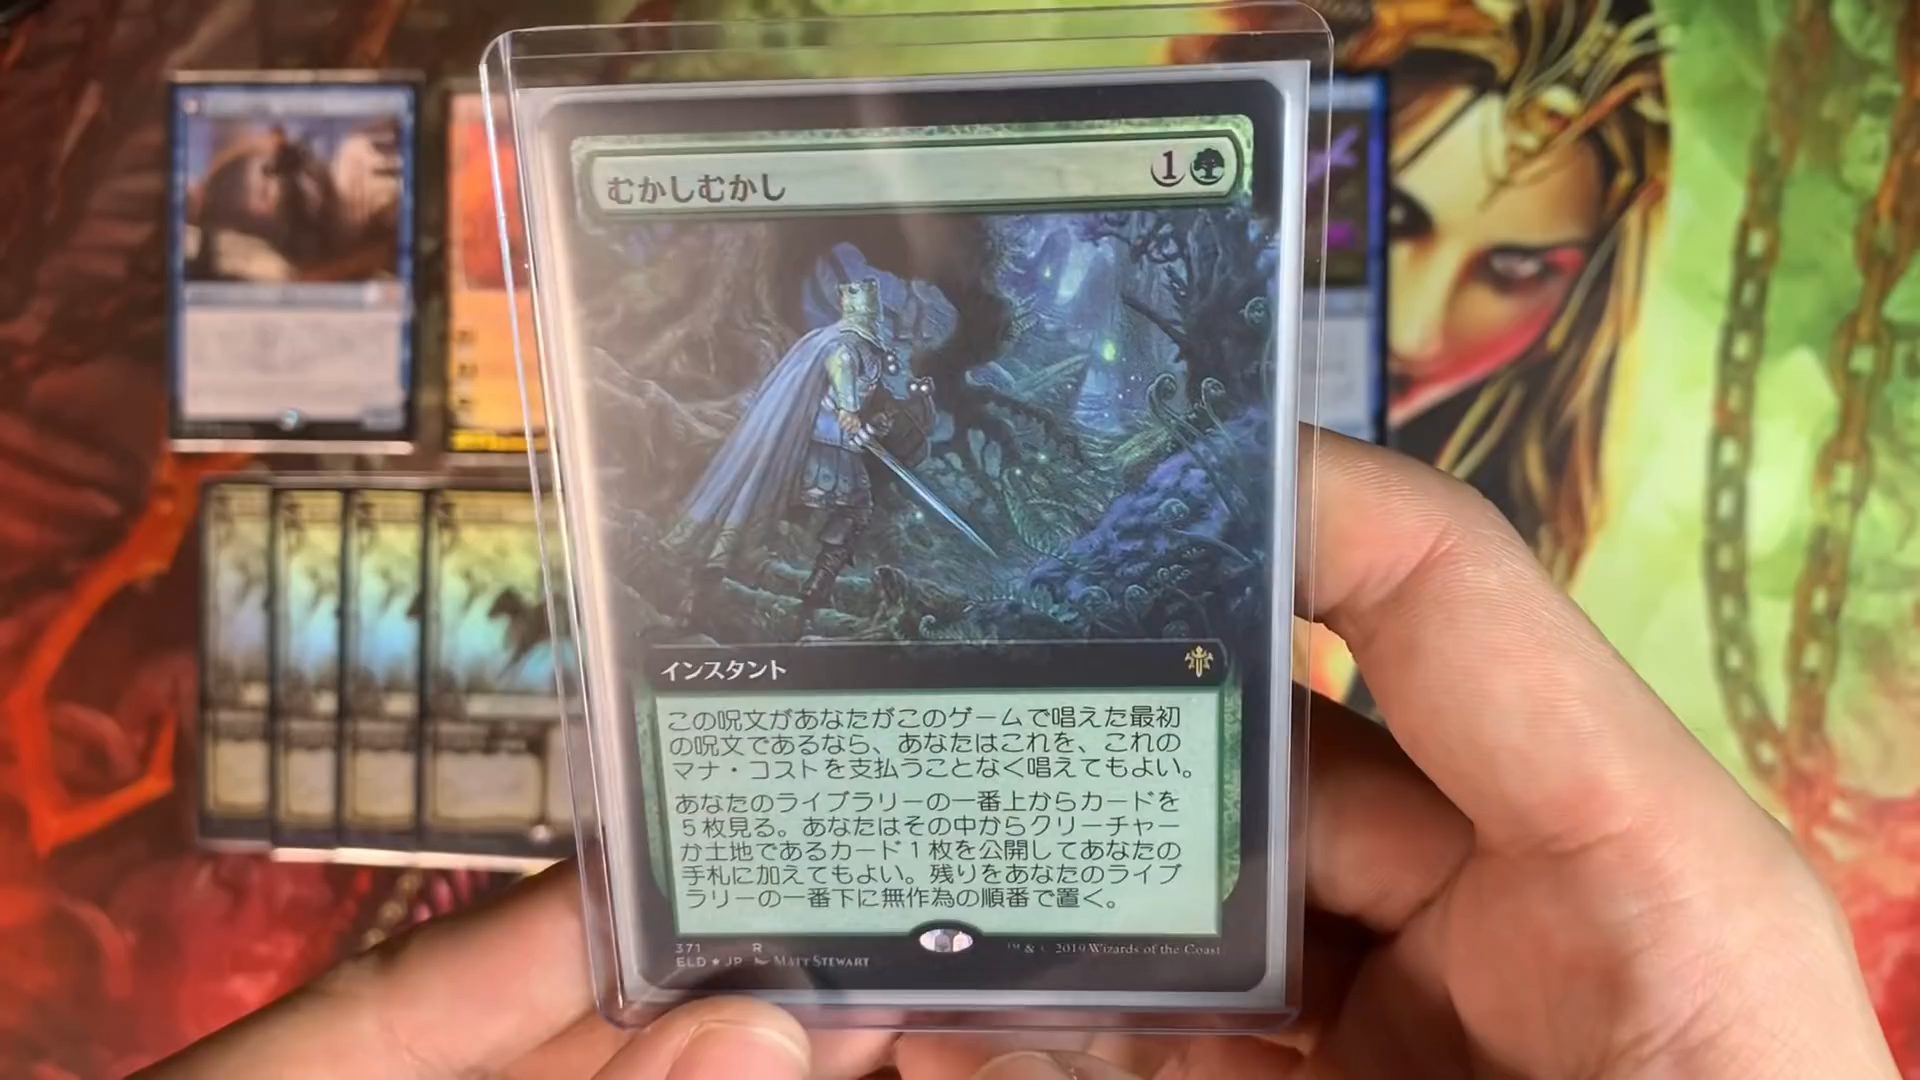 むかしむかし
1
インスタント
この呪文があなたがこのゲームで唱えた最初
の呪文であるなら、あなたはこれを、これの
マナ・コストを支払うことなく唱えてもよい。
あなたのライブラリーの一番上からカードを
5枚見る。あなたはその中からクリーチャー
か土地であるカード1枚を公開してあなたの
手札に加えてもよい。残りをあなたのライブ
ラリーの一番下に無作為の順番で置く。
371 R
ELD★JP MATT STEWART
™ & © 2019 Wizards of the Coast